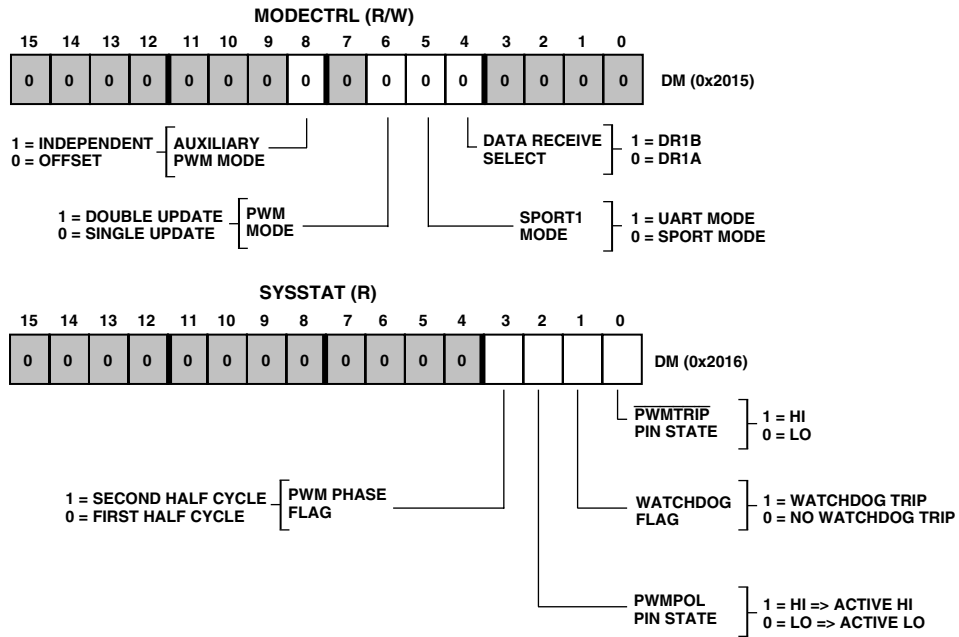 MODECTRL (R/W)
15 14 13 12 11 10 9 8 7 6 5 4 3 2 1 0
0 0 0 0 0 0 0 0 0 0 0 0 0 0 0 0 DM (0x2015)
1 = INDEPENDENT
0 = OFFSET
AUXILIARY
PWM MODE
DATA RECEIVE
SELECT
1 = DR1B
0 = DR1A
1 = DOUBLE UPDATE
0 = SINGLE UPDATE
PWM
MODE
SPORT1
MODE
1 = UART MODE
0 = SPORT MODE
SYSSTAT (R)
15 14 13 12 11 10 9 8 7 6 5 4 3 2 1 0
0 0 0 0 0 0 0 0 0 0 0 0 DM (0x2016)
PWMTRIP
PIN STATE
1 = HI
0 = LO
1 = SECOND HALF CYCLE
0 = FIRST HALF CYCLE
PWM PHASE
FLAG
WATCHDOG
FLAG
1 = WATCHDOG TRIP
0 = NO WATCHDOG TRIP
PWMPOL
PIN STATE
1 = HI => ACTIVE HI
0 = LO => ACTIVE LO